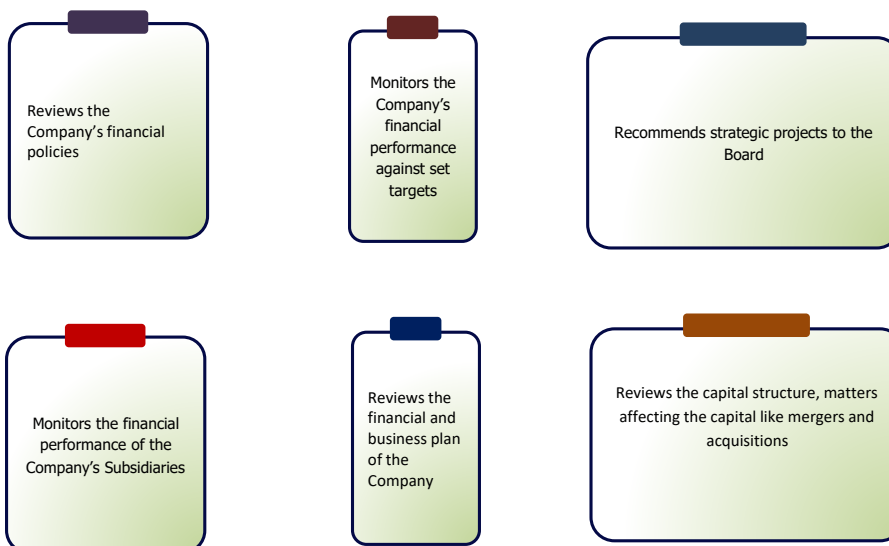 Reviews the
Company’s financial
policies
Monitors the
Company’s
financial
performance
against set
targets
Recommends strategic projects to the
Board
Monitors the financial
performance of the
Company’s Subsidiaries
Reviews the
financial and
business plan
of the
Company
Reviews the capital structure, matters
affecting the capital like mergers and
acquisitions